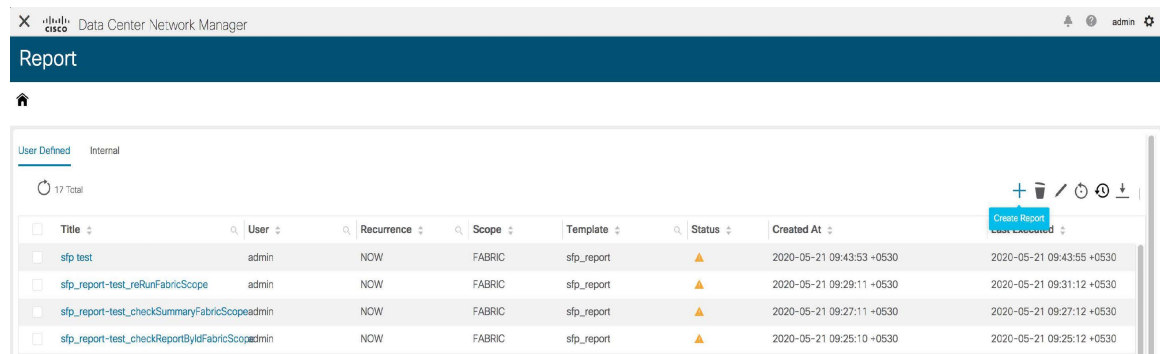 cisco Data Center Network Manager admin
Report
User Defined Internal
17 Total
Create Report
Title User Recurrence Scope Template Status Created At Last Executed
sfp test admin NOW FABRIC sfp_report 2020-05-21 09:43:53 +0530 2020-05-21 09:43:55 +0530
sfp_report-test_reRunFabricScope admin NOW FABRIC sfp_report 2020-05-21 09:29:11 +0530 2020-05-21 09:31:12 +0530
sfp_report-test_checkSummaryFabricScope admin NOW FABRIC sfp_report 2020-05-21 09:27:11 +0530 2020-05-21 09:27:12 +0530
sfp_report-test_checkReportByIdFabricScope admin NOW FABRIC sfp_report 2020-05-21 09:25:10 +0530 2020-05-21 09:25:12 +0530